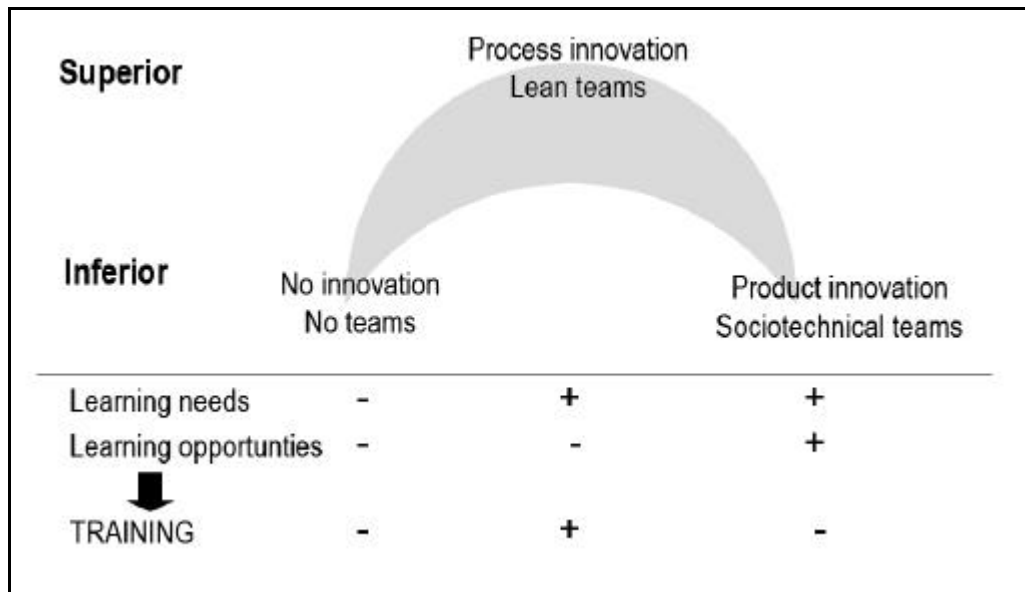 Superior
Process innovation
Lean teams
Inferior
No innovation
No teams
Product innovation
Sociotechnical teams
Learning needs - + +
Learning opportunties - - +
TRAINING - + -